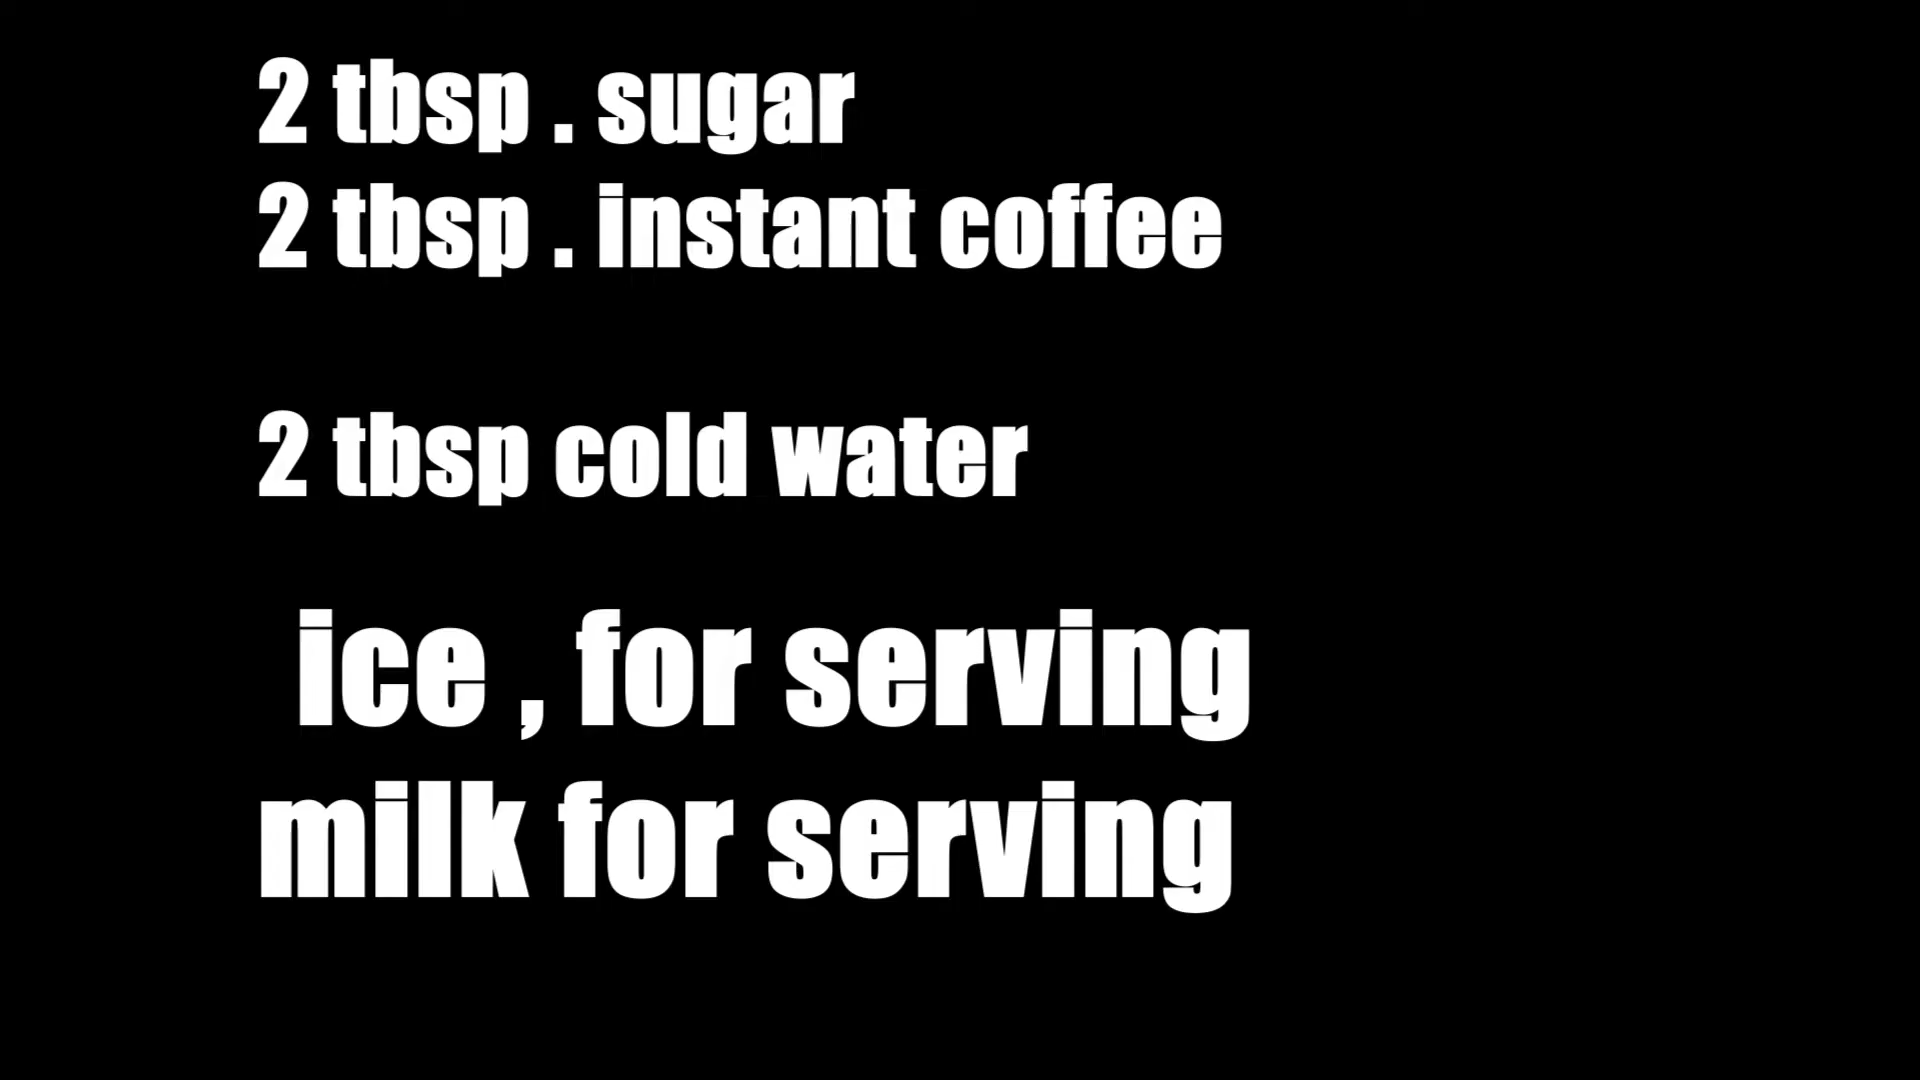 2 tbsp . sugar
2 tbsp . instant coffee
2 tbsp cold water
ice , for serving
milk for serving